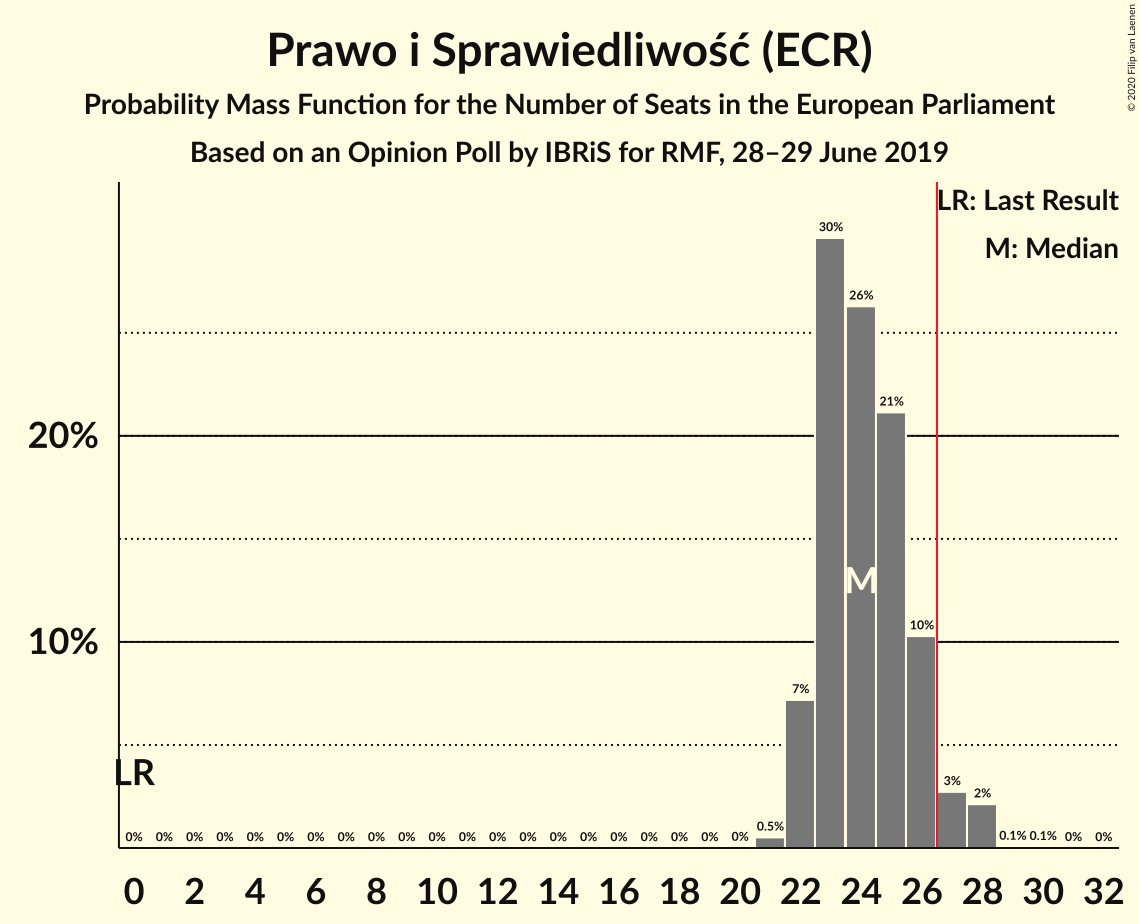 Prawo i Sprawiedliwość (ECR)
Probability Mass Function for the Number of Seats in the European Parliament
Based on an Opinion Poll by IBRiS for RMF, 28–29 June 2019
© 2020 Filip van Laenen
LR: Last Result
M: Median
30%
26%
21%
20%
M
10%
10%
7%
LR
3%
2%
0% 0% 0% 0% 0% 0% 0% 0% 0% 0% 0% 0% 0% 0% 0% 0% 0% 0% 0% 0% 0% 0.5% 0.1% 0.1% 0% 0%
0 2 4 6 8 10 12 14 16 18 20 22 24 26 28 30 32